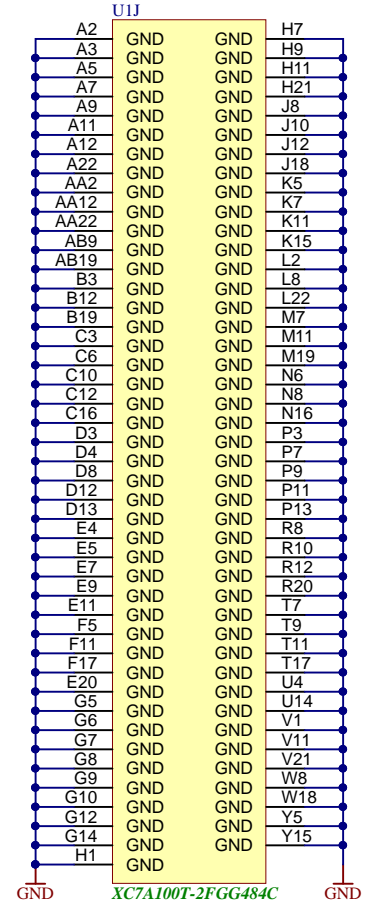 U1J
A2 GND GND H7
A3 GND GND H9
A5 GND GND H11
A7 GND GND H21
A9 GND GND J8
A11 GND GND J10
A12 GND GND J12
A22 GND GND J18
AA2 GND GND K5
AA12 GND GND K7
AA22 GND GND K11
AB9 GND GND K15
AB19 GND GND L2
B3 GND GND L8
B12 GND GND L22
B19 GND GND M7
C3 GND GND M11
C6 GND GND M19
C10 GND GND N6
C12 GND GND N8
C16 GND GND N16
D3 GND GND P3
D4 GND GND P7
D8 GND GND P9
D12 GND GND P11
D13 GND GND P13
E4 GND GND R8
E5 GND GND R10
E7 GND GND R12
E9 GND GND R20
E11 GND GND T7
F5 GND GND T9
F11 GND GND T11
F17 GND GND T17
E20 GND GND U4
G5 GND GND U14
G6 GND GND V1
G7 GND GND V11
G8 GND GND V21
G9 GND GND W8
G10 GND GND W18
G12 GND GND Y5
G14 GND GND Y15
H1 GND
GND XC7A100T-2FGG484C GND